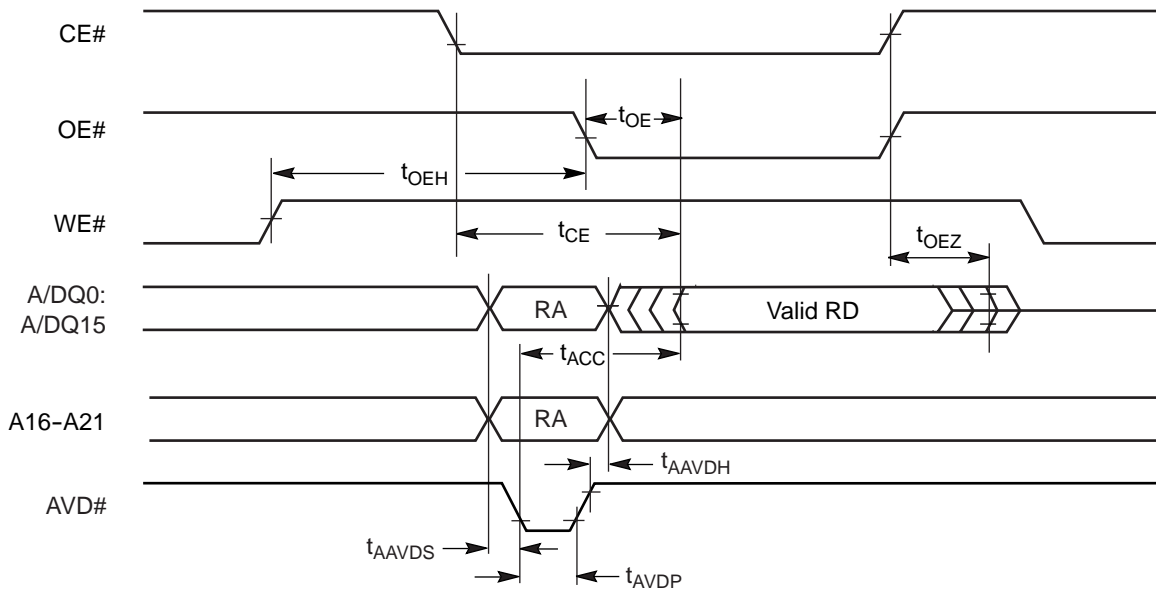 CE#
OE#
tOE
tOEH
WE#
tCE
tOEZ
A/DQ0:
A/DQ15
RA
Valid RD
tACC
A16-A21
RA
tAAVDH
AVD#
tAAVDS
tAVDP